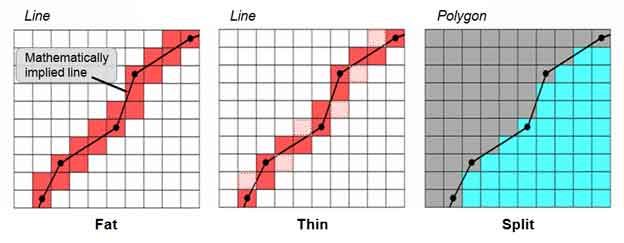 Line
Line
Polygon
Mathematically
implied line
Fat
Thin
Split